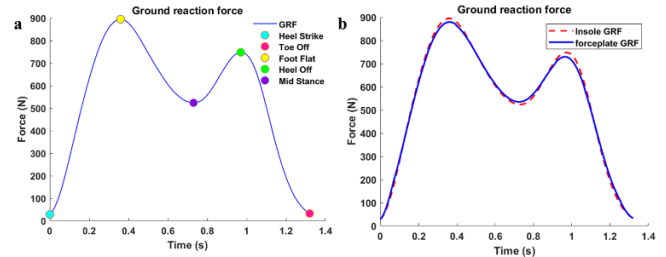 a
Ground reaction force
GRF
Heel Strike
Toe Off
Foot Flat
Heel Off
Mid Stance
Force (N)
900
800
700
600
500
400
300
200
100
0
0 0.2 0.4 0.6 0.8 1 1.2 1.4
Time (s)
b
Ground reaction force
Insole GRF
forceplate GRF
Force (N)
900
800
700
600
500
400
300
200
100
0
0 0.2 0.4 0.6 0.8 1 1.2 1.4
Time (s)